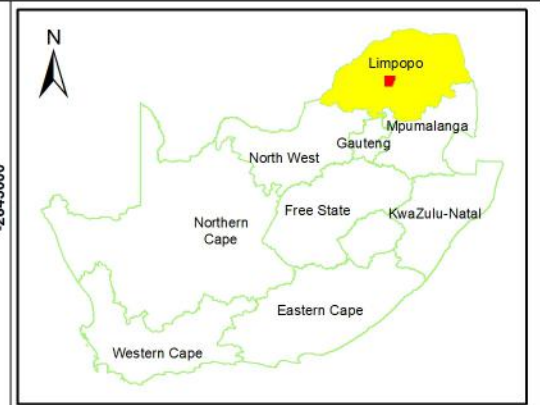 N
Limpopo
Mpumalanga
Gauteng
North West
Free State
KwaZulu-Natal
Northern
Cape
Eastern Cape
Western Cape